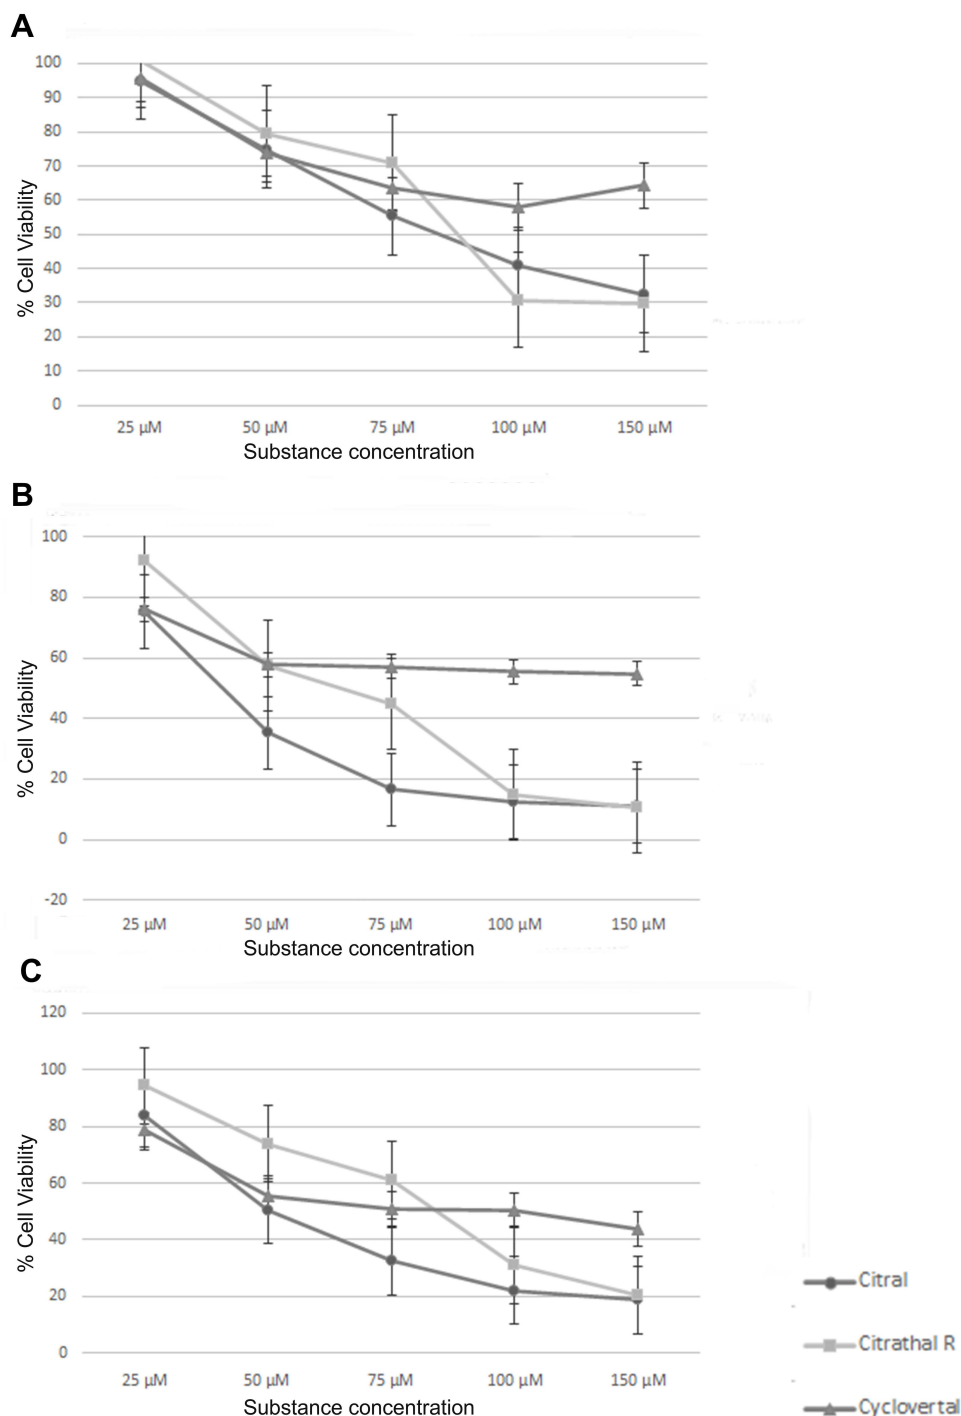 A
100
90
80
70
60
50
40
30
20
10
0
% Cell Viability
25 µM 50 µM 75 µM 100 µM 150 µM
Substance concentration
B
100
80
60
40
20
0
-20
% Cell Viability
25 µM 50 µM 75 µM 100 µM 150 µM
Substance concentration
C
120
100
80
60
40
20
0
% Cell Viability
25 µM 50 µM 75 µM 100 µM 150 µM
Substance concentration
Citral
Citrathal R
Cyclovertal